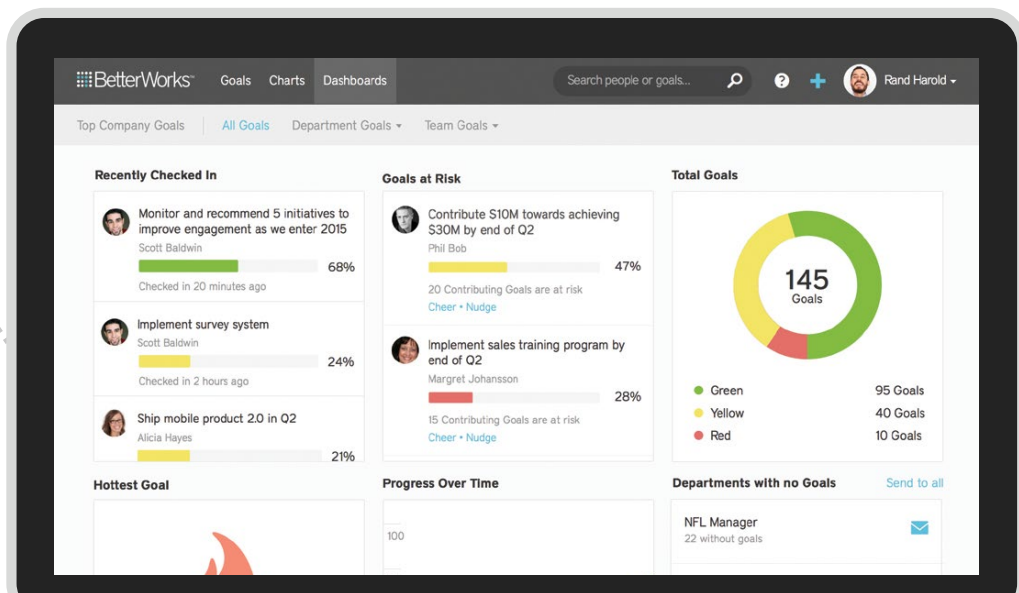 BetterWorks™ Goals Charts Dashboards Search people or goals... ? + Rand Harold
Top Company Goals All Goals Department Goals Team Goals
Recently Checked In
Monitor and recommend 5 initiatives to
improve engagement as we enter 2015
Scott Baldwin
68%
Checked in 20 minutes ago
Implement survey system
Scott Baldwin
24%
Checked in 2 hours ago
Ship mobile product 2.0 in Q2
Alicia Hayes
21%
Goals at Risk
Contribute $10M towards achieving
$30M by end of Q2
Phil Bob
47%
20 Contributing Goals are at risk
Cheer • Nudge
Implement sales training program by
end of Q2
Margret Johansson
28%
15 Contributing Goals are at risk
Cheer • Nudge
Total Goals
145
Goals
Green 95 Goals
Yellow 40 Goals
Red 10 Goals
Hottest Goal
Progress Over Time
100
Departments with no Goals Send to all
NFL Manager
22 without goals